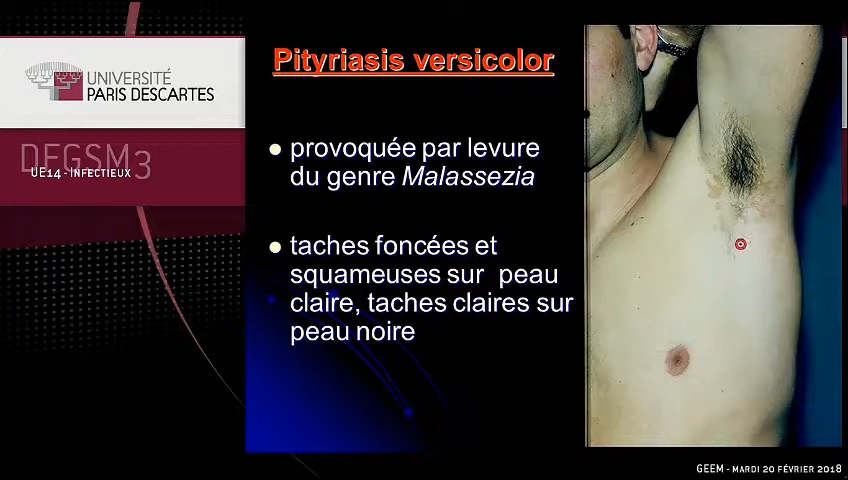 UNIVERSITÉ
PARIS DESCARTES
DFGSM3
UE14 - INFECTIEUX
Pityriasis versicolor
provoquée par levure
du genre Malassezia
taches foncées et
squameuses sur peau
claire, taches claires sur
peau noire
GEEM - MARDI 20 FÉVRIER 2018